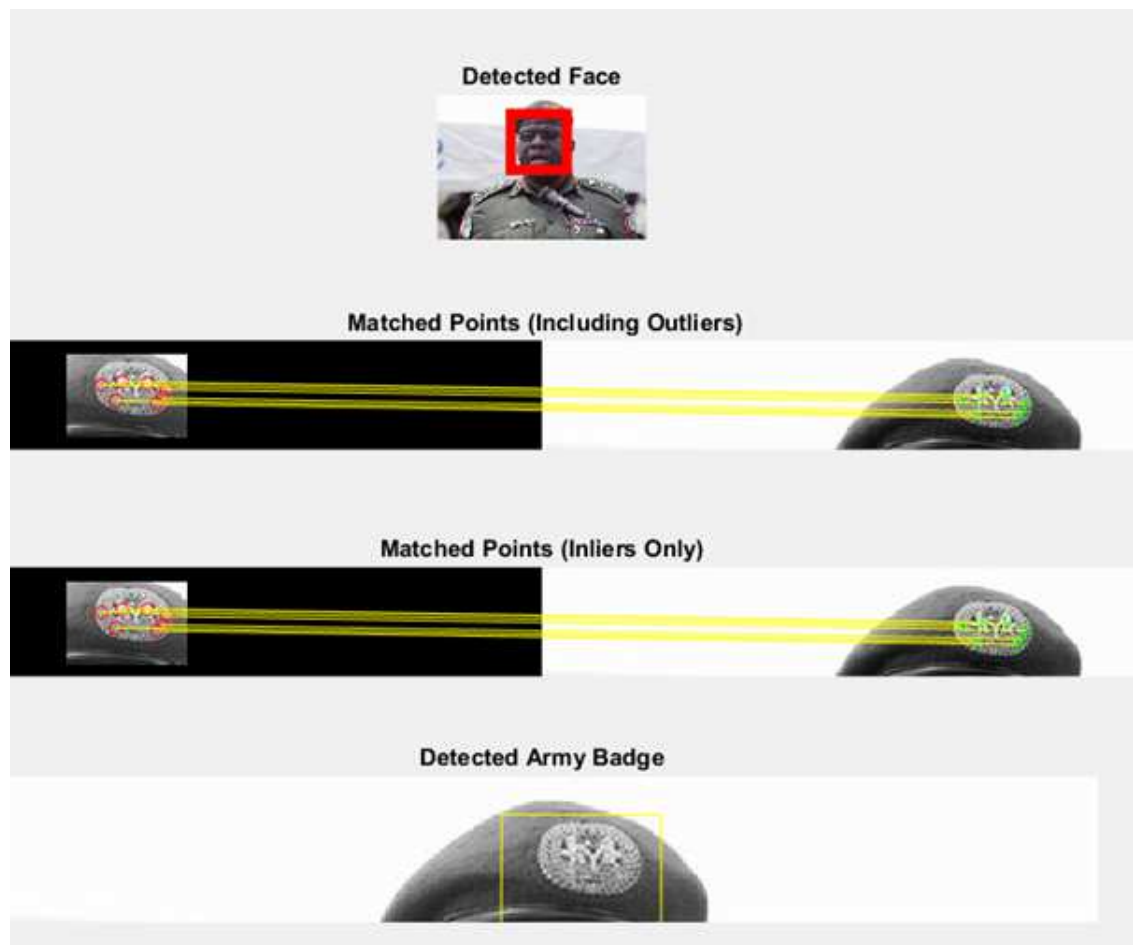 Detected Face
Matched Points (Including Outliers)
Matched Points (Inliers Only)
Detected Army Badge